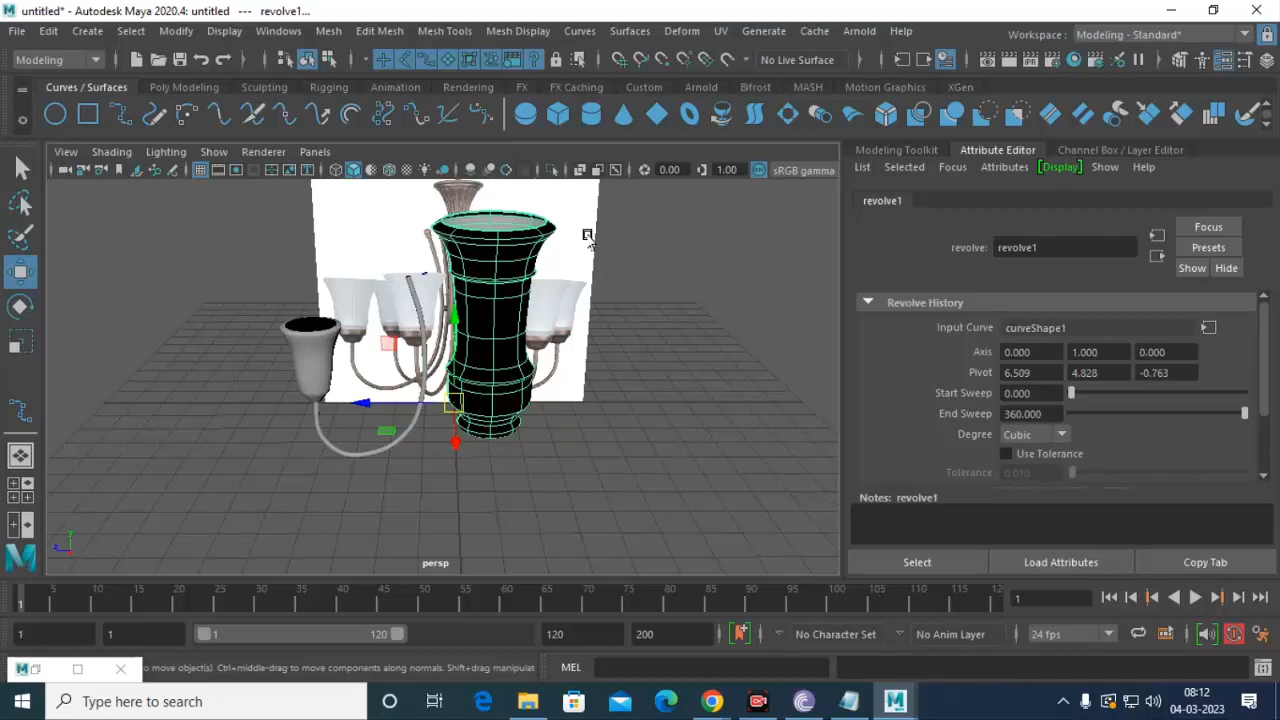 untitled* - Autodesk Maya 2020.4: untitled --- revolve1...
File Edit Create Select Modify Display Windows Mesh Edit Mesh Mesh Tools Mesh Display Curves Surfaces Deform UV Generate Cache Arnold Help
Workspace : Modeling - Standard*
Modeling No Live Surface
Curves / Surfaces Poly Modeling Sculpting Rigging Animation Rendering FX FX Caching Custom Arnold Bifrost MASH Motion Graphics XGen
View Shading Lighting Show Renderer Panels
0.00 1.00 sRGB gamma
Modeling Toolkit Attribute Editor Channel Box / Layer Editor
List Selected Focus Attributes [Display] Show Help
revolve1
Focus
revolve: revolve1 Presets
Show Hide
Revolve History
Input Curve curveShape1
Axis 0.000 1.000 0.000
Pivot 6.509 4.828 -0.763
Start Sweep 0.000
End Sweep 360.000
Degree Cubic
Use Tolerance
Tolerance 0.010
Notes: revolve1
Select Load Attributes Copy Tab
y
z
persp
5 10 15 20 25 30 35 40 45 50 55 60 65 70 75 80 85 90 95 100 105 110 115 12
1 1
1 1 1 120 120 200 No Character Set No Anim Layer 24 fps
to move object(s). Ctrl+middle-drag to move components along normals. Shift+drag manipulat
MEL
Type here to search
08:12
04-03-2023